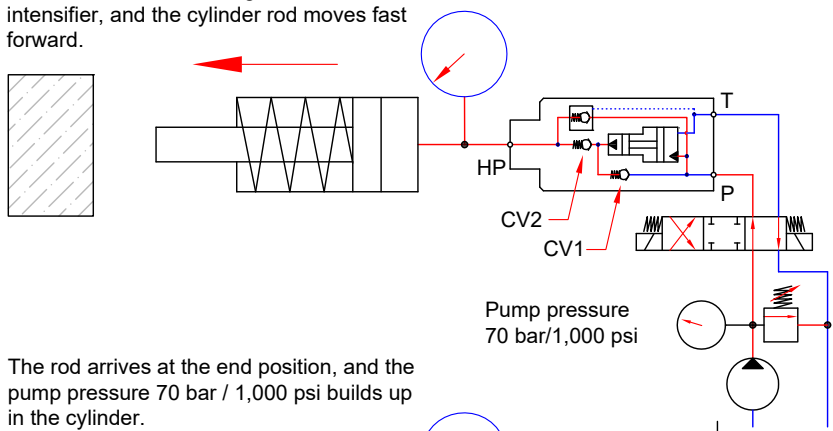 intensifier, and the cylinder rod moves fast
forward.
T
HP
P
CV2
CV1
Pump pressure
70 bar/1,000 psi
The rod arrives at the end position, and the
pump pressure 70 bar / 1,000 psi builds up
in the cylinder.